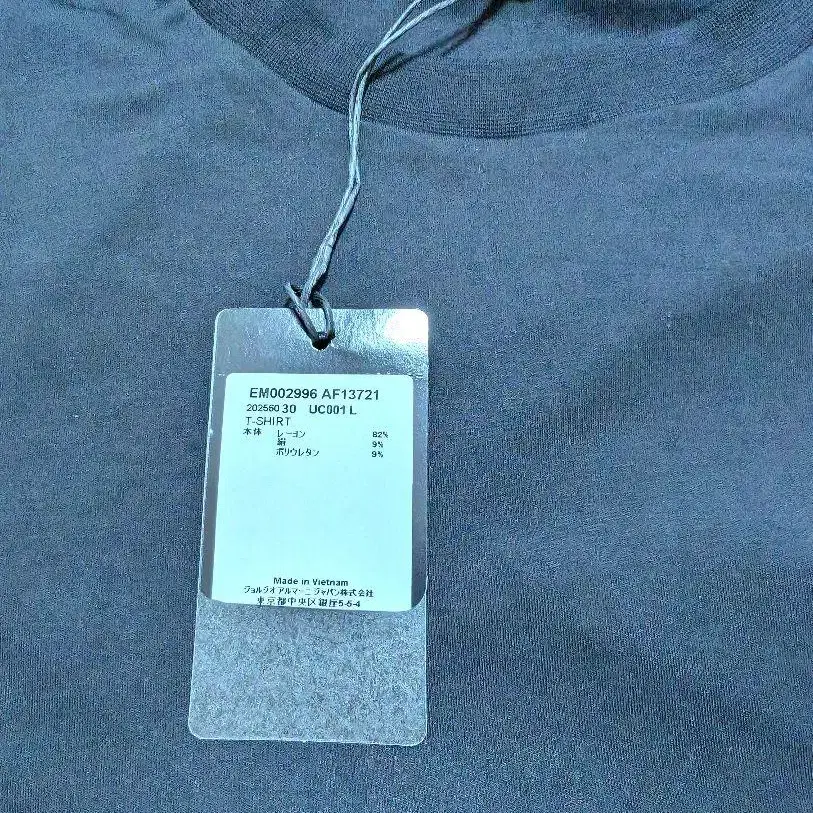 EM002996 AF13721
202560 30 UC001 L
T-SHIRT
本体 レーヨン 82%
絹 9%
ポリウレタン 9%
Made in Vietnam
ジョルジオアルマーニ ジャパン株式会社
東京都中央区銀座5-5-4